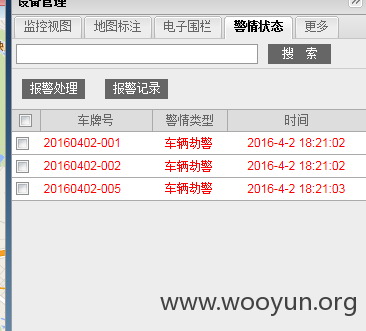 设备管理
监控视图 地图标注 电子围栏 警情状态 更多
搜 索
报警处理 报警记录
车牌号 警情类型 时间
20160402-001 车辆劫警 2016-4-2 18:21:02
20160402-002 车辆劫警 2016-4-2 18:21:02
20160402-005 车辆劫警 2016-4-2 18:21:03
www.wooyun.org